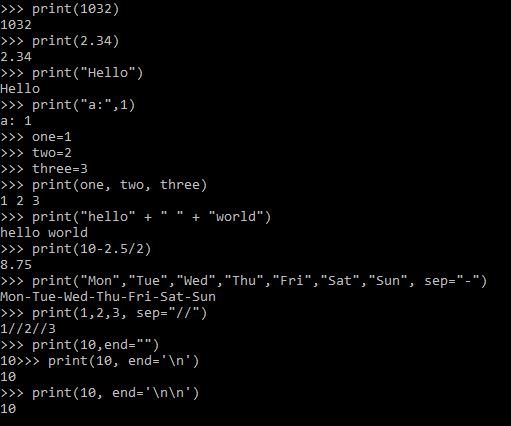 >>> print(1032)
1032
>>> print(2.34)
2.34
>>> print("Hello")
Hello
>>> print("a:",1)
a: 1
>>> one=1
>>> two=2
>>> three=3
>>> print(one, two, three)
1 2 3
>>> print("hello" + " " + "world")
hello world
>>> print(10-2.5/2)
8.75
>>> print("Mon","Tue","Wed","Thu","Fri","Sat","Sun", sep="-")
Mon-Tue-Wed-Thu-Fri-Sat-Sun
>>> print(1,2,3, sep="//")
1//2//3
>>> print(10,end="")
10>>> print(10, end='\n')
10
>>> print(10, end='\n\n')
10